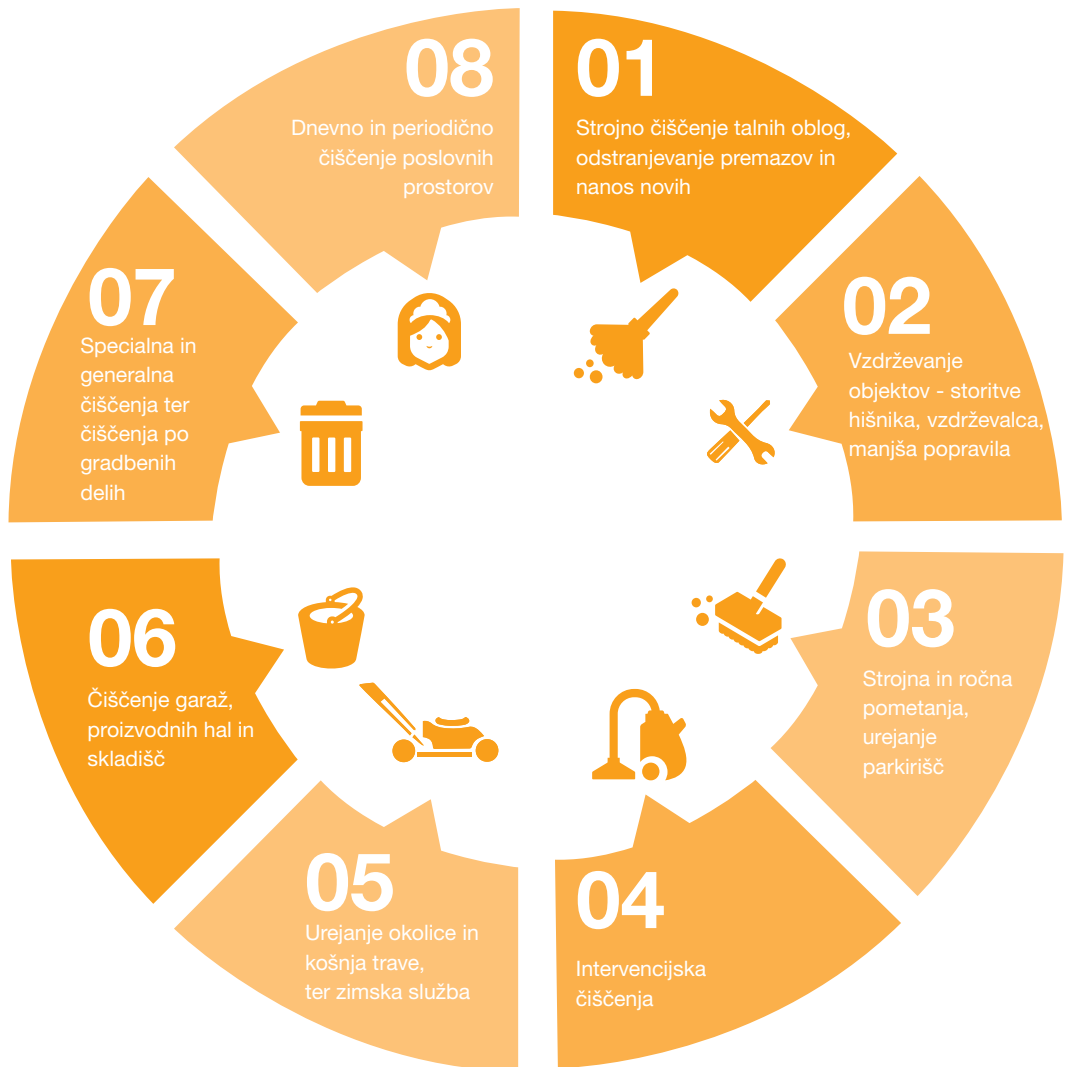 01
Strojno čiščenje talnih oblog,
odstranjevanje premazov in
nanos novih
02
Vzdrževanje
objektov - storitve
hišnika, vzdrževalca,
manjša popravila
03
Strojna in ročna
pometanja,
urejanje
parkirišč
04
Intervencijska
čiščenja
05
Urejanje okolice in
košnja trave,
ter zimska služba
06
Čiščenje garaž,
proizvodnih hal in
skladišč
07
Specialna in
generalna
čiščenja ter
čiščenja po
gradbenih
delih
08
Dnevno in periodično
čiščenje poslovnih
prostorov